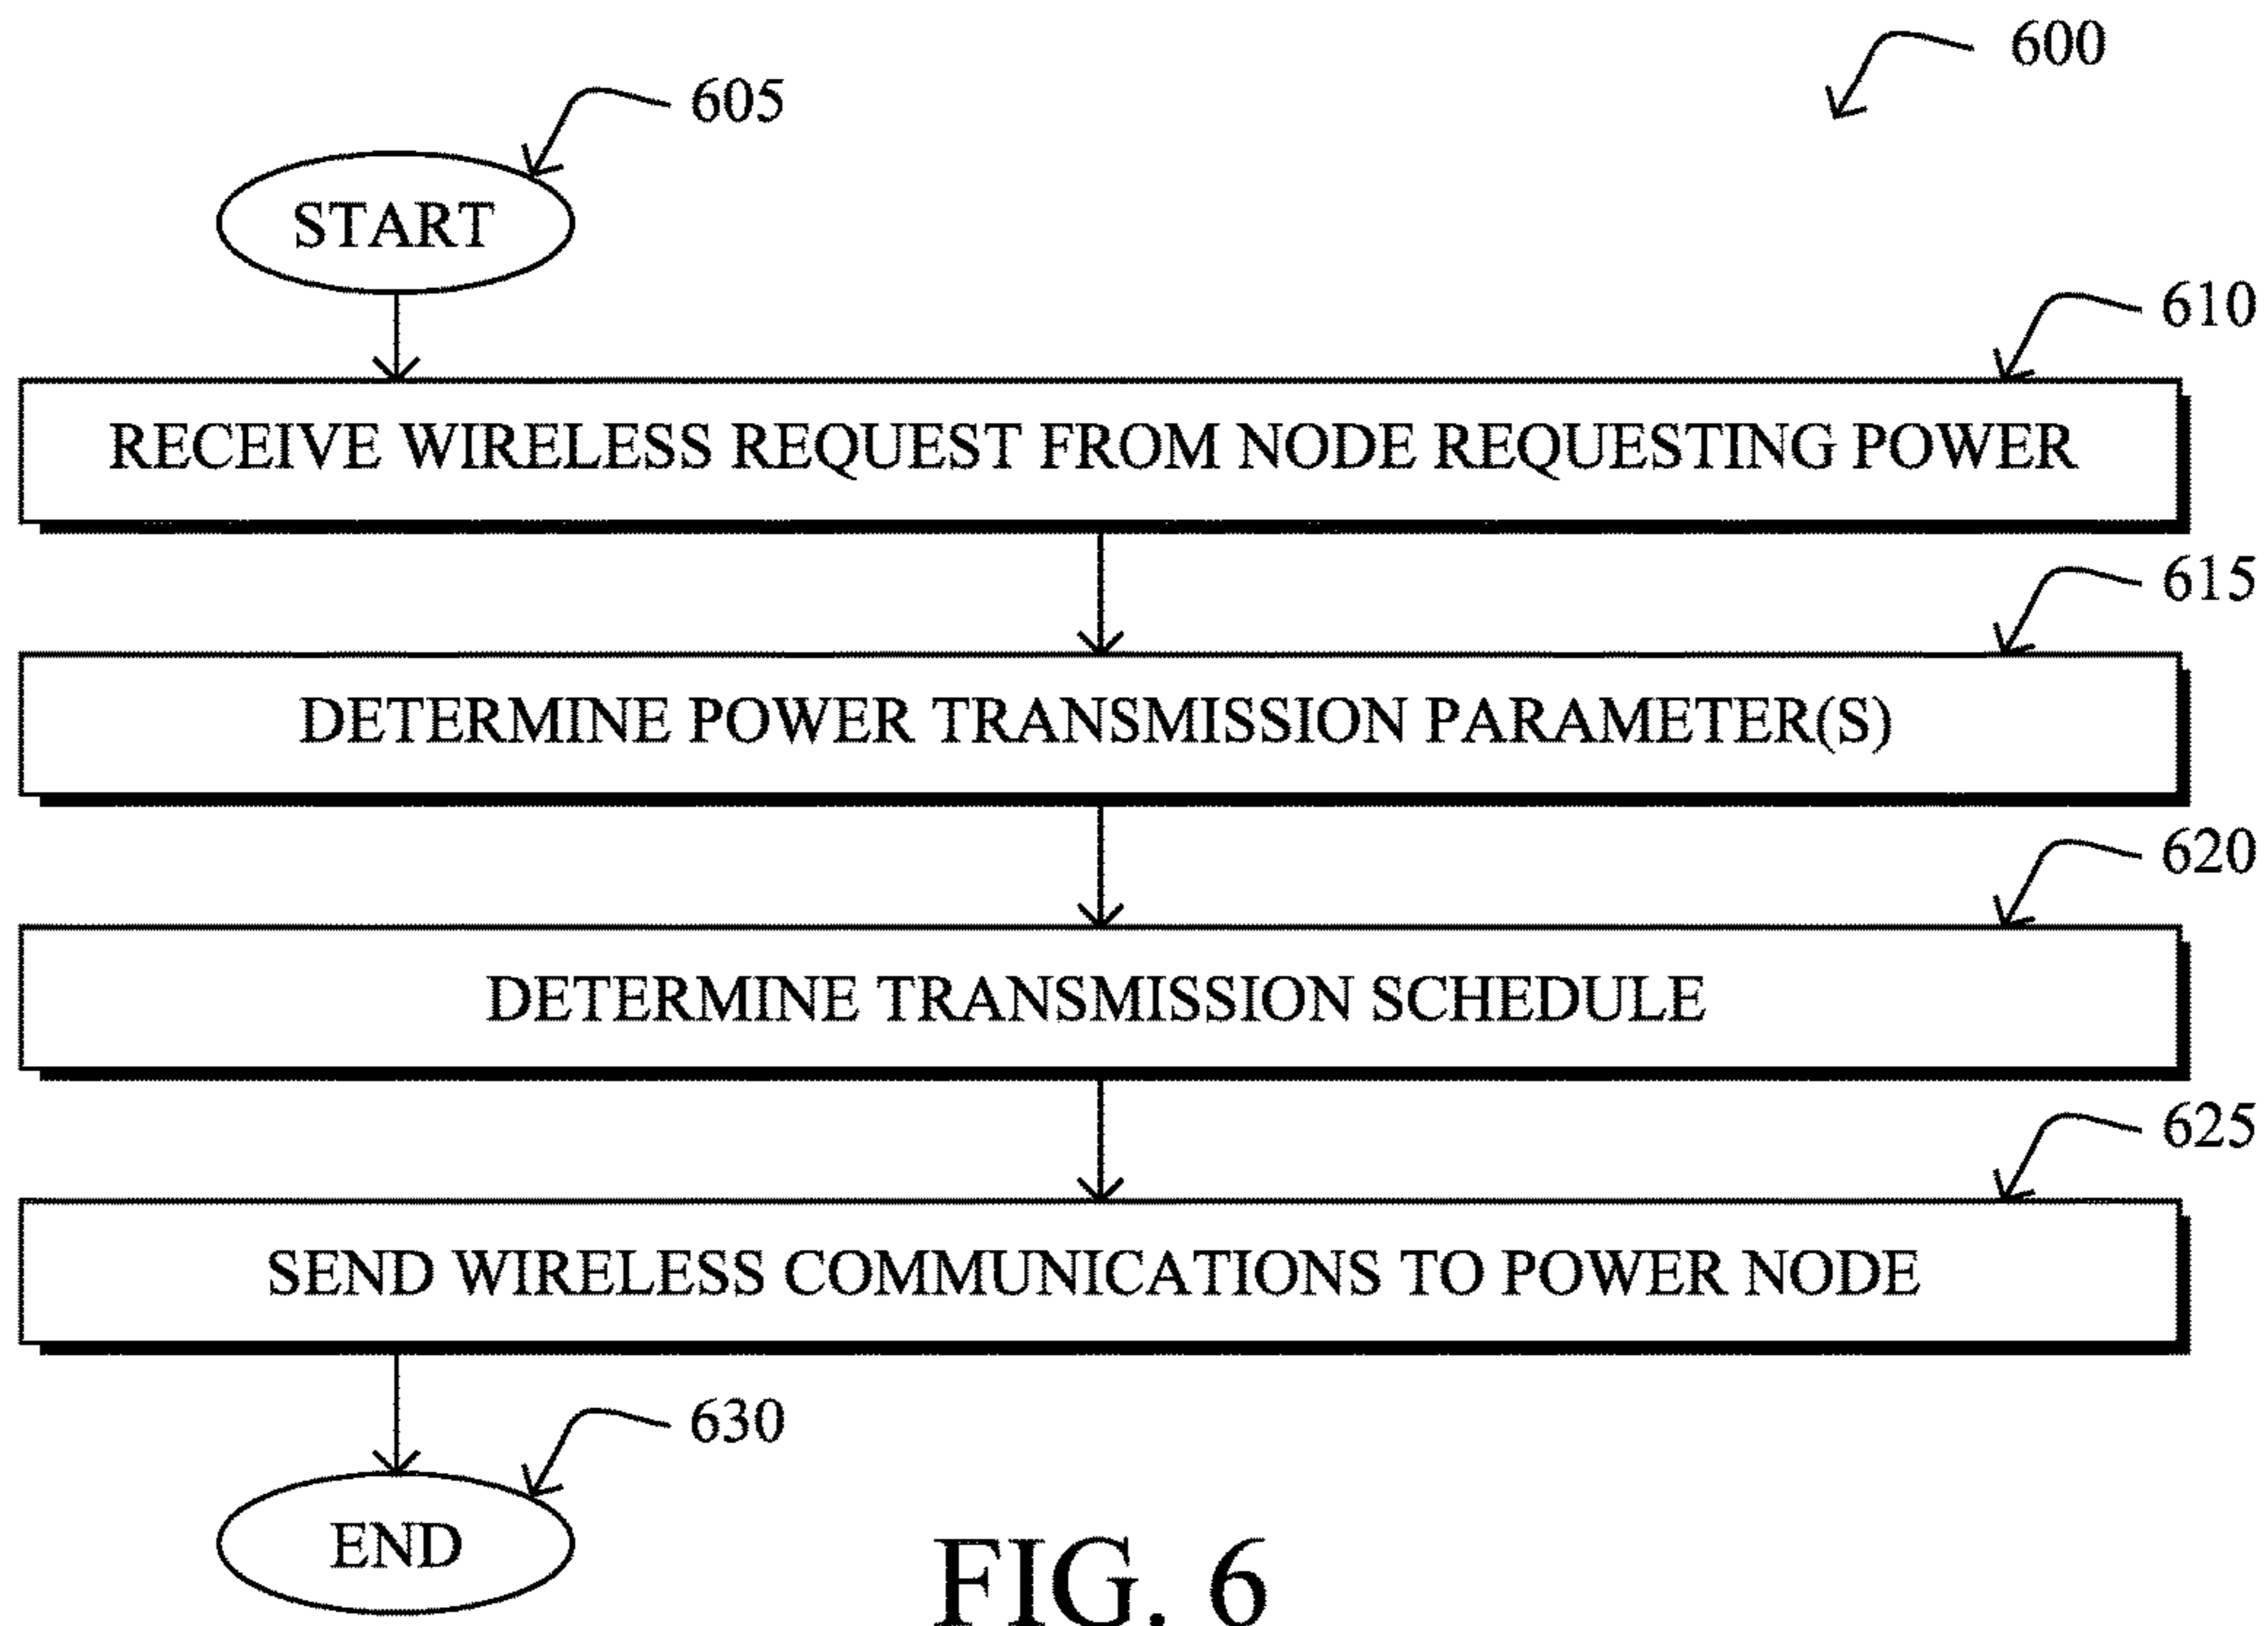 600
605
START
610
RECEIVE WIRELESS REQUEST FROM NODE REQUESTING POWER
615
DETERMINE POWER TRANSMISSION PARAMETER(S)
620
DETERMINE TRANSMISSION SCHEDULE
625
SEND WIRELESS COMMUNICATIONS TO POWER NODE
630
END
FIG. 6